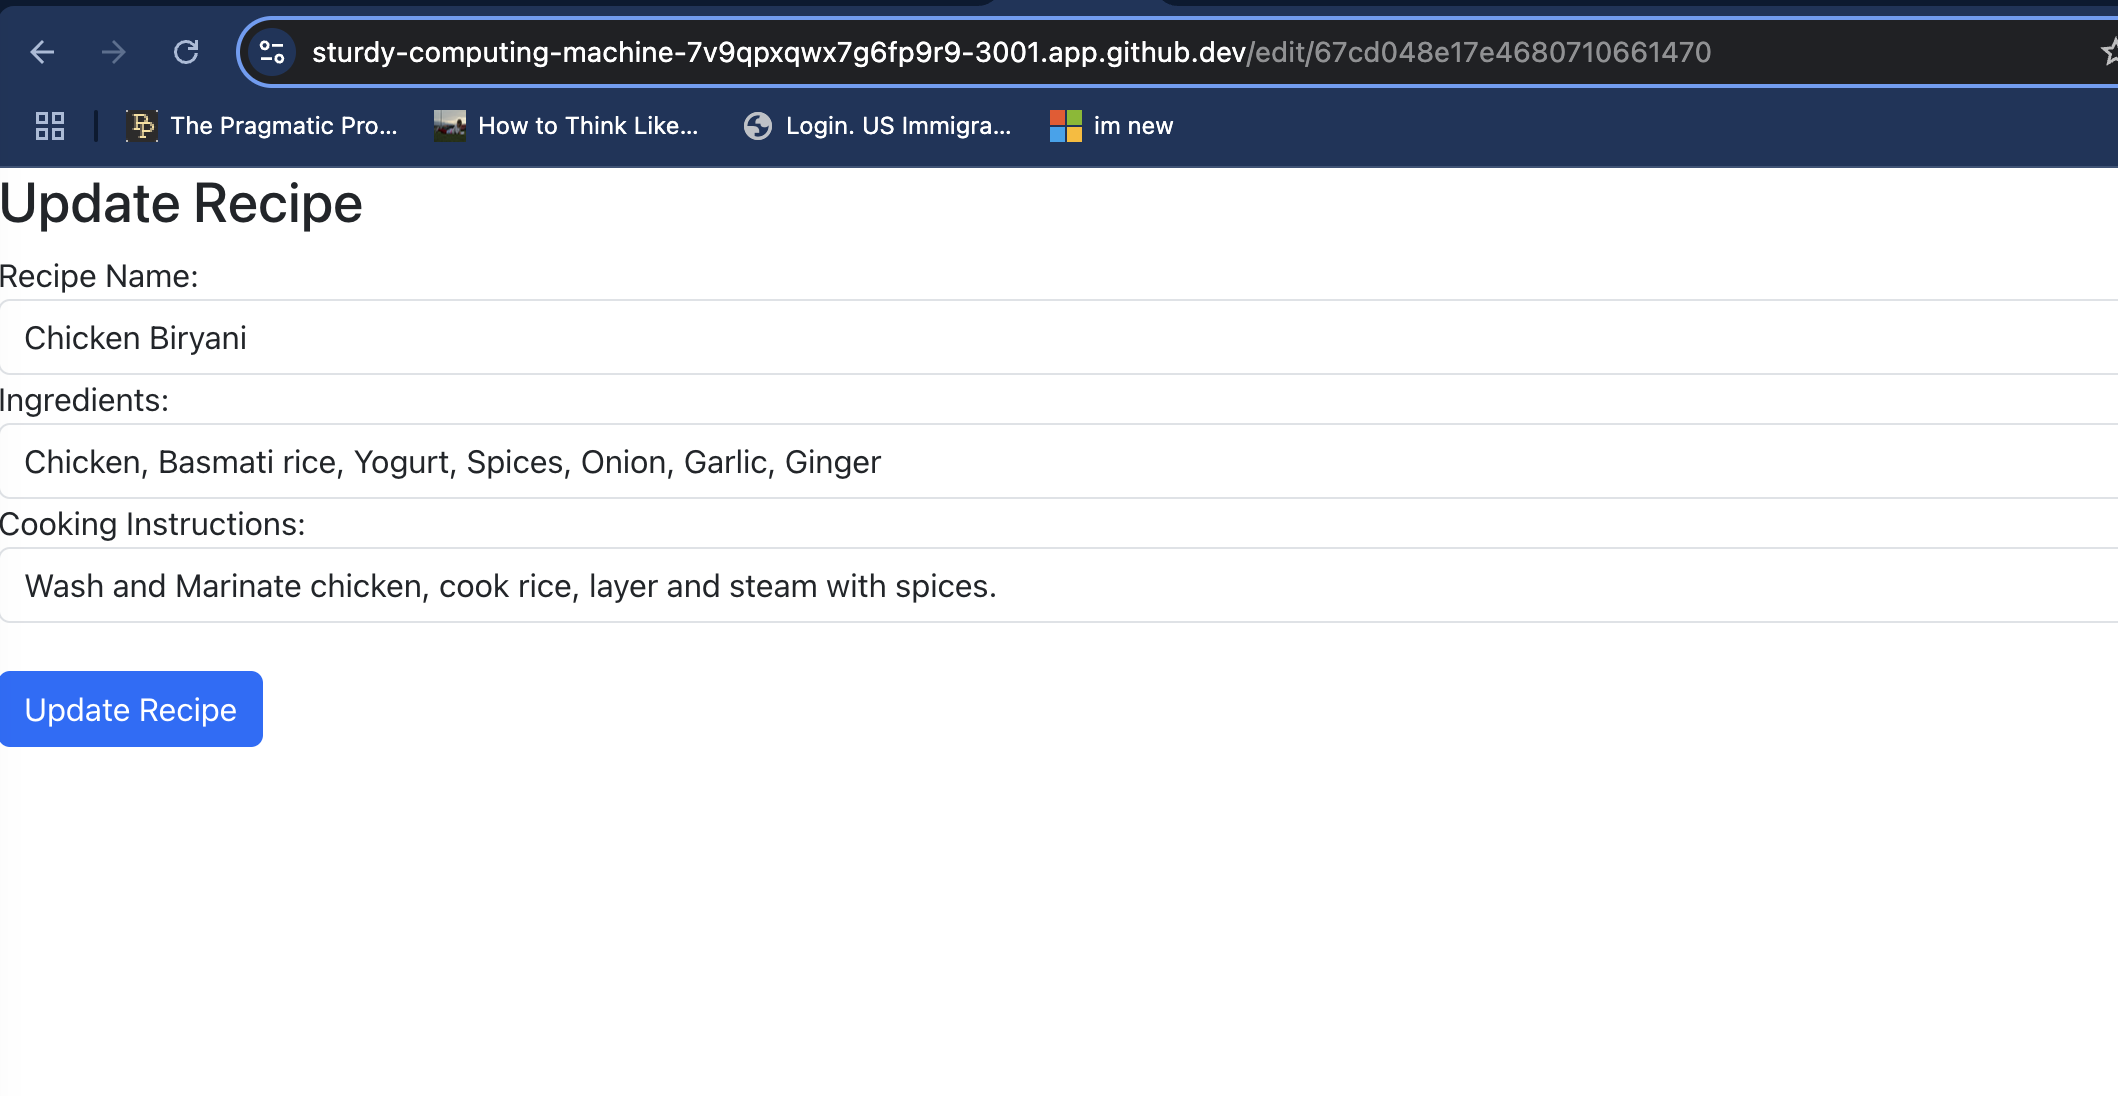 sturdy-computing-machine-7v9qpxqwx7g6fp9r9-3001.app.github.dev/edit/67cd048e17e4680710661470
The Pragmatic Pro... How to Think Like... Login. US Immigra... im new
Update Recipe
Recipe Name:
Chicken Biryani
Ingredients:
Chicken, Basmati rice, Yogurt, Spices, Onion, Garlic, Ginger
Cooking Instructions:
Wash and Marinate chicken, cook rice, layer and steam with spices.
Update Recipe